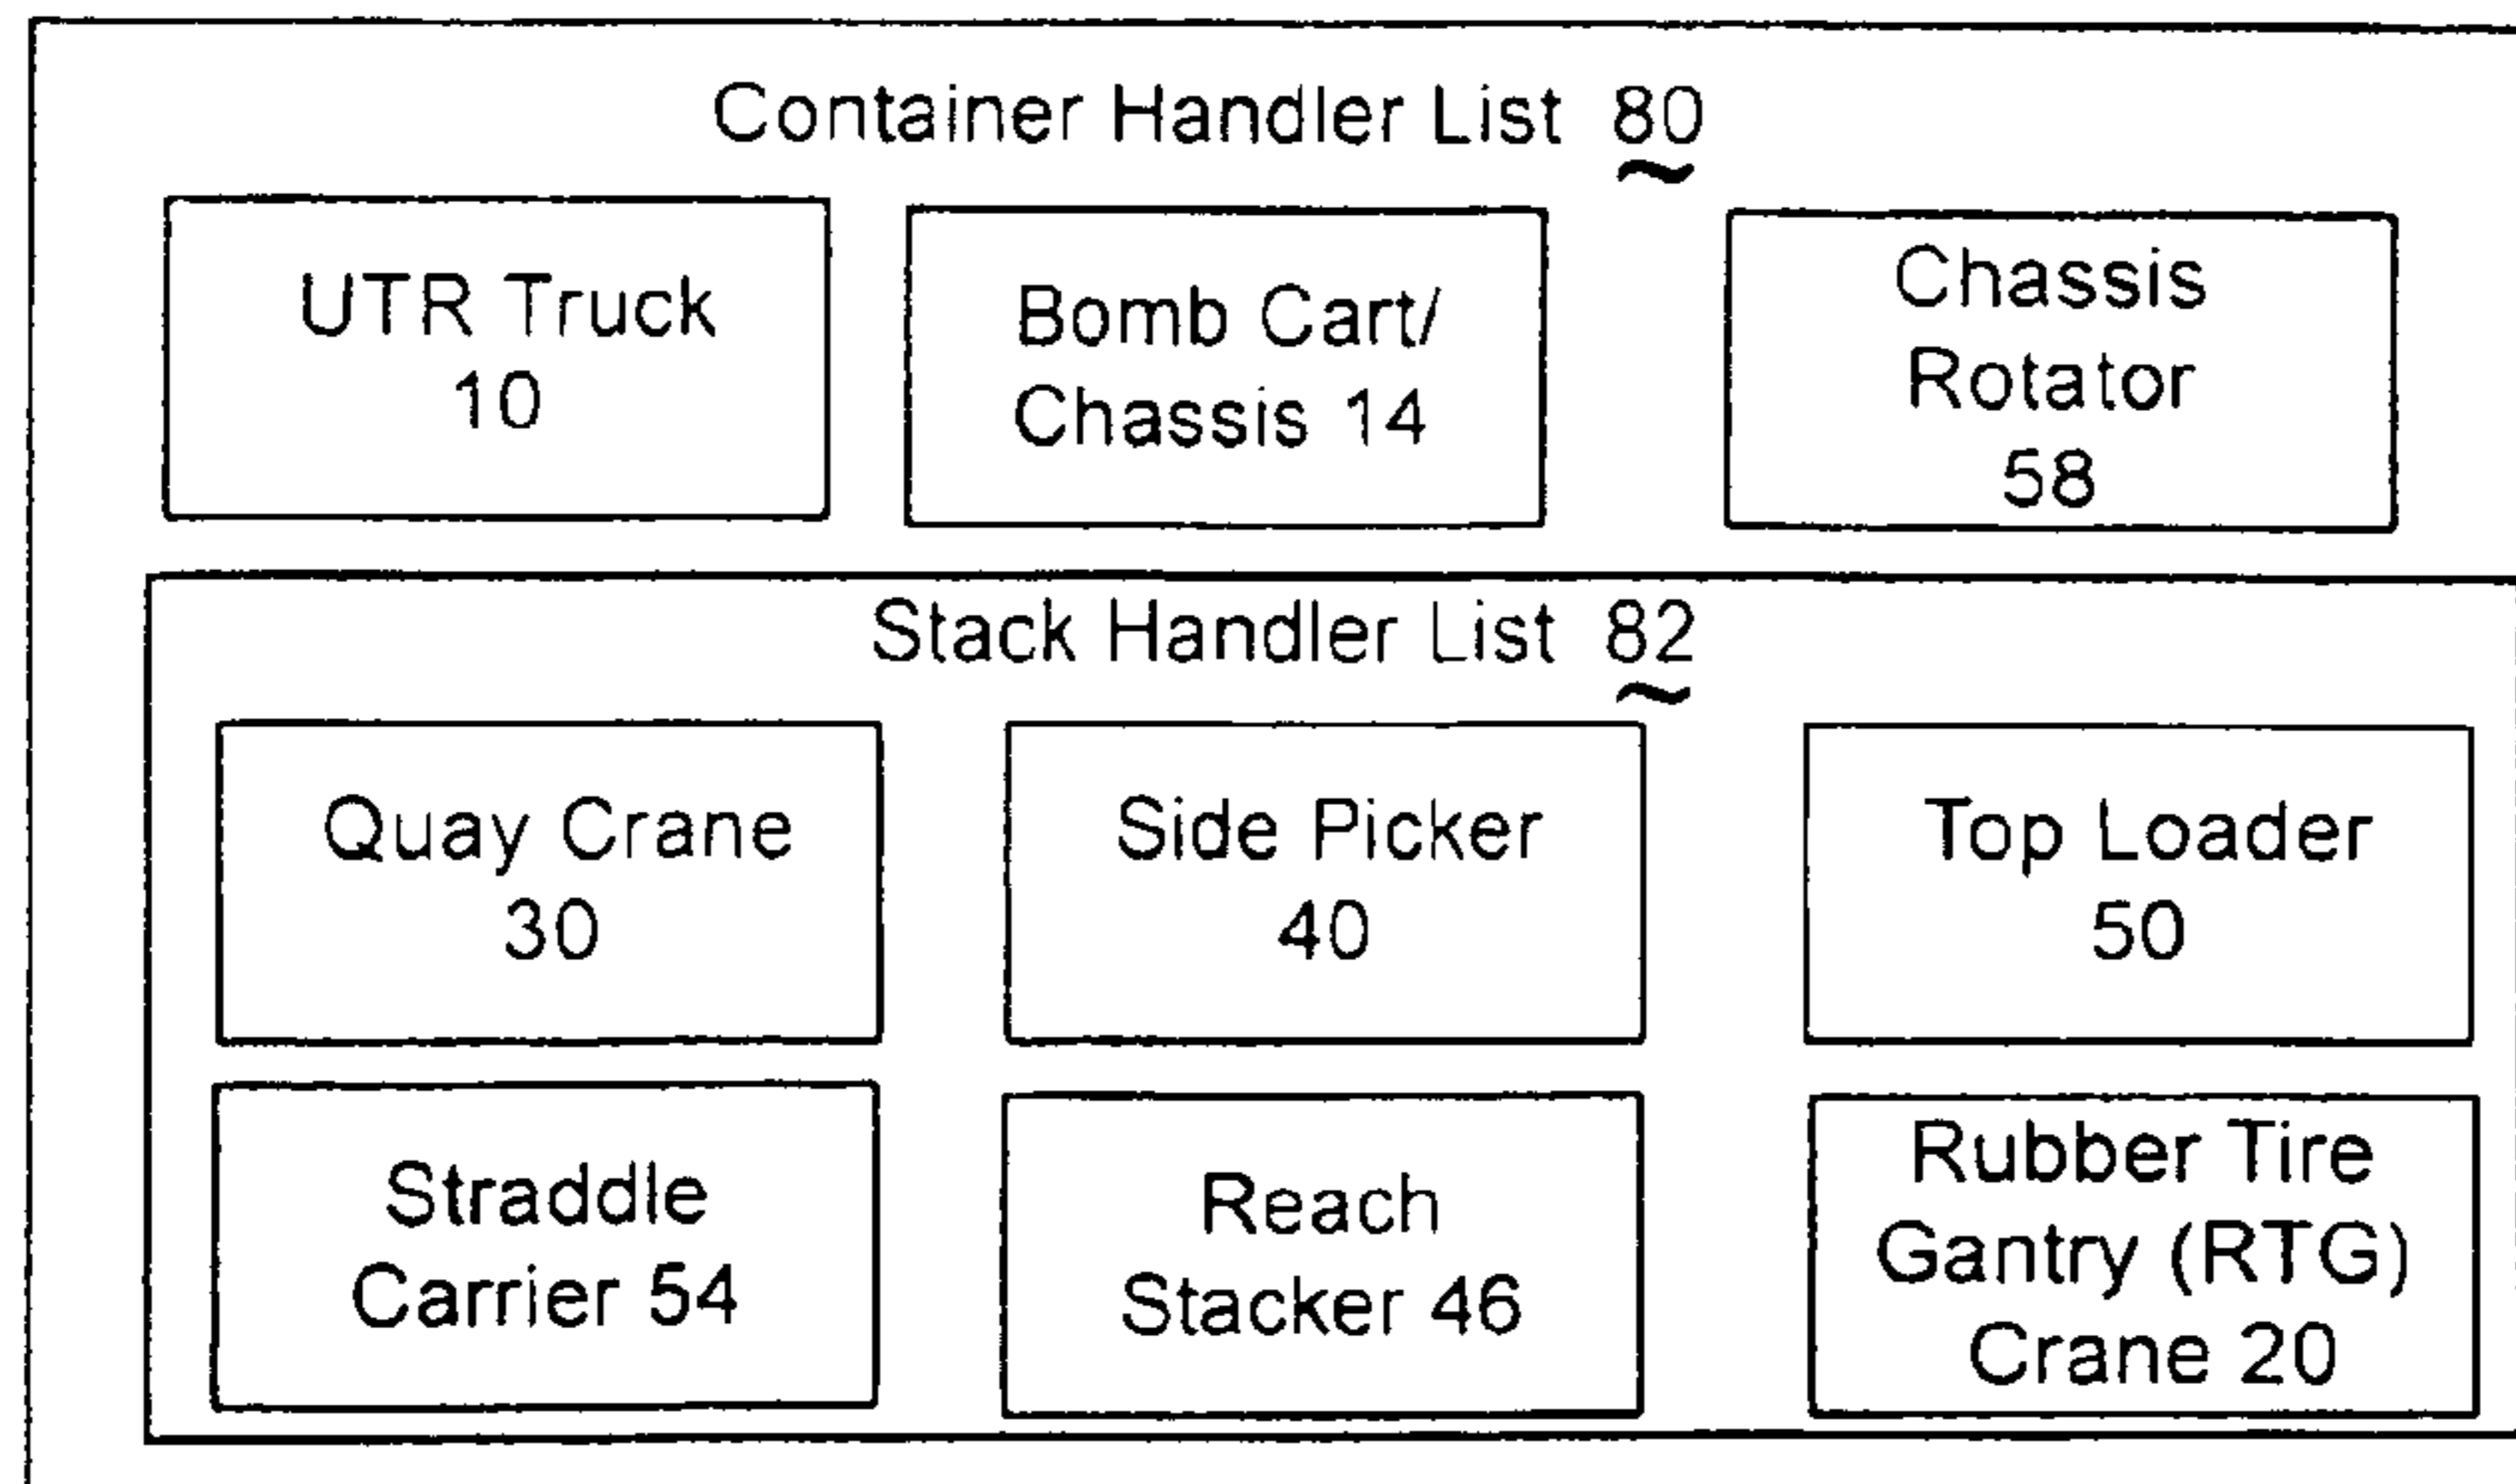 Container Handler List 80
UTR Truck
10
Bomb Cart/
Chassis 14
Chassis
Rotator
58
Stack Handler List 82
Quay Crane
30
Side Picker
40
Top Loader
50
Straddle
Carrier 54
Reach
Stacker 46
Rubber Tire
Gantry (RTG)
Crane 20